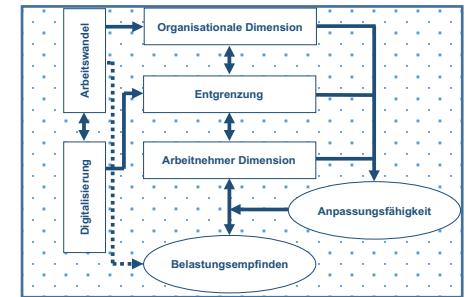 Arbeitswandel
Organisationale Dimension
Entgrenzung
Digitalisierung
Arbeitnehmer Dimension
Anpassungsfähigkeit
Belastungsempfinden